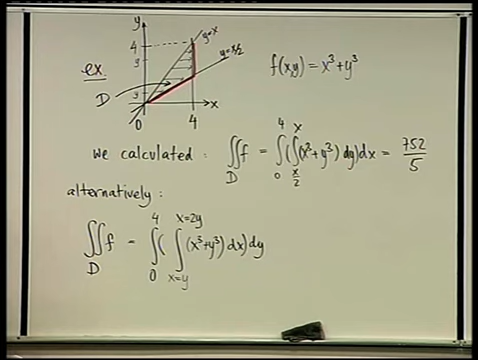 y
4
3
y
ex.
D
0
4
x
y=x
y=x/2
f(x,y) = x³+y³
we calculated : ∬_D f = ∫_0^4 ( ∫_{x/2}^x (x³+y³) dy) dx = 752/5
alternatively :
∬_D f = ∫_0^4 ( ∫_{x=y}^{x=2y} (x³+y³) dx) dy